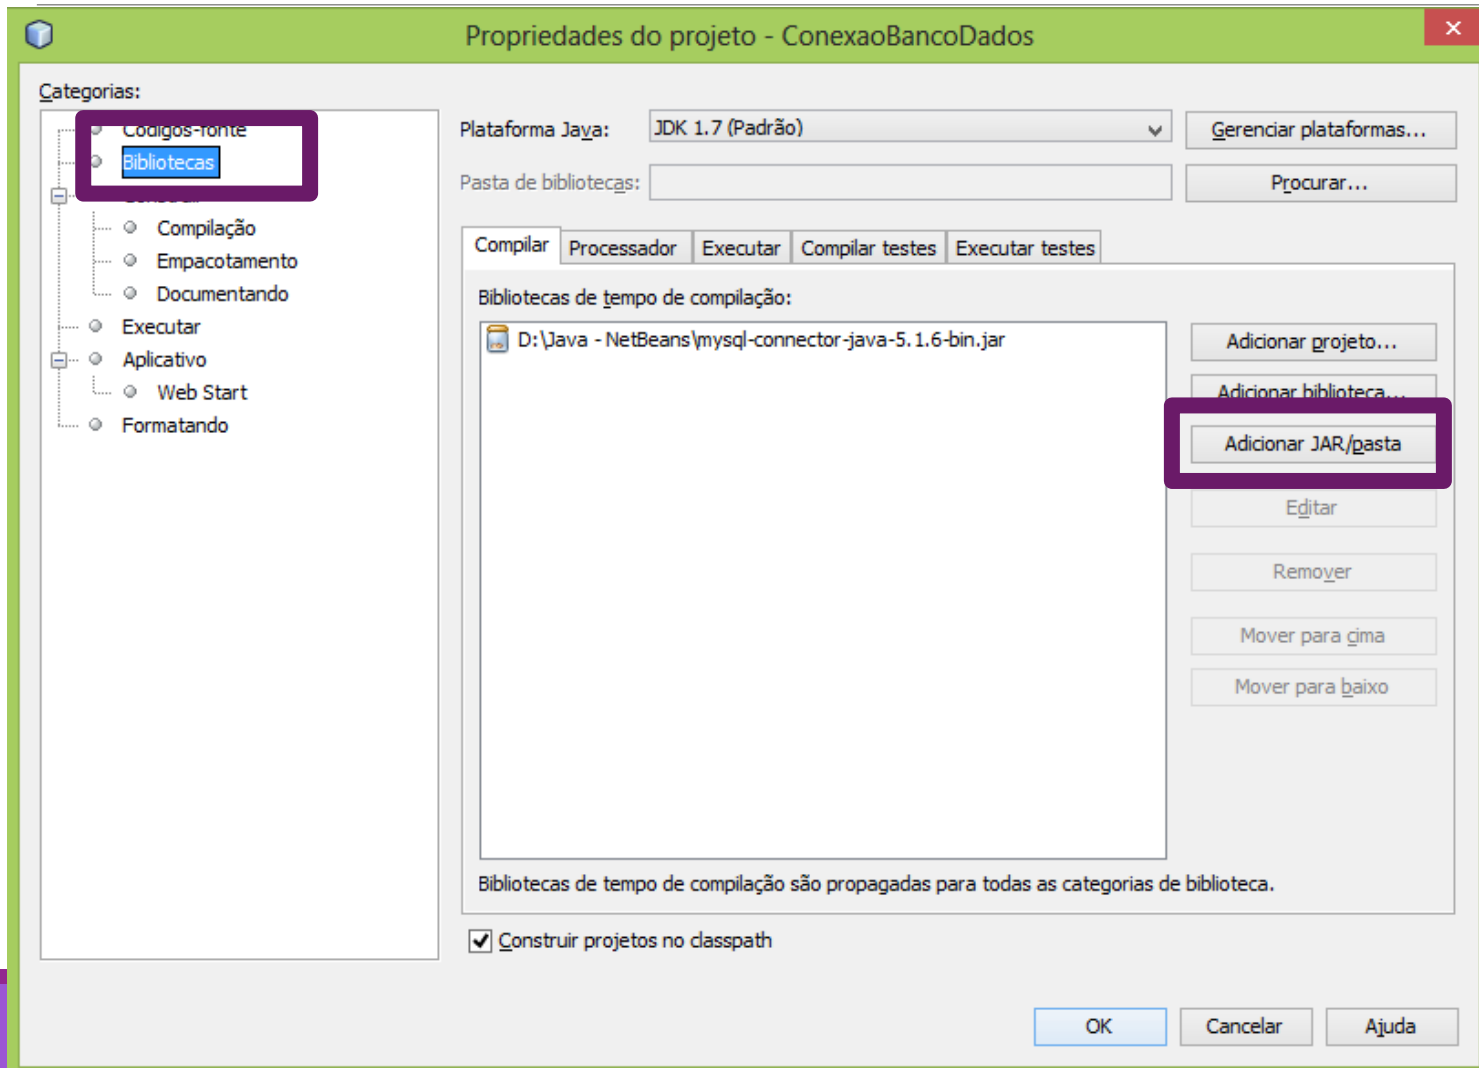 Propriedades do projeto - ConexaoBancoDados
Categorias:
Códigos-fonte
Bibliotecas
Compilação
Empacotamento
Documentando
Executar
Aplicativo
Web Start
Formatando
Plataforma Java:
JDK 1.7 (Padrão)
Gerenciar plataformas...
Pasta de bibliotecas:
Procurar...
Compilar
Processador
Executar
Compilar testes
Executar testes
Bibliotecas de tempo de compilação:
D:\Java - NetBeans\mysql-connector-java-5.1.6-bin.jar
Adicionar projeto...
Adicionar biblioteca...
Adicionar JAR/pasta
Editar
Remover
Mover para cima
Mover para baixo
Bibliotecas de tempo de compilação são propagadas para todas as categorias de biblioteca.
Construir projetos no classpath
OK
Cancelar
Ajuda